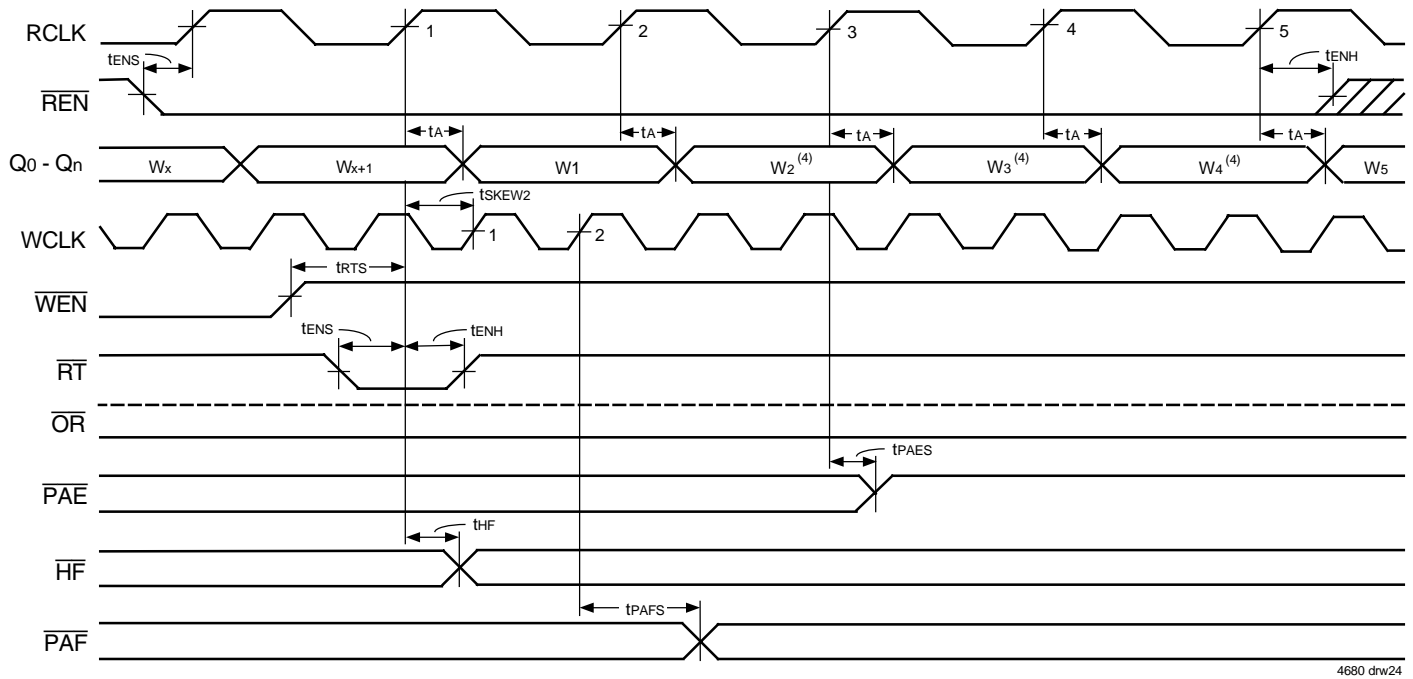 RCLK 1 2 3 4 5
tENS tENH
REN
tA tA tA tA tA
Q0 - Qn Wx Wx+1 W1 W2(4) W3(4) W4(4) W5
tSKEW2
WCLK 1 2
tRTS
WEN
tENS tENH
RT
OR
tPAES
PAE
tHF
HF
tPAFS
PAF
4680 drw24